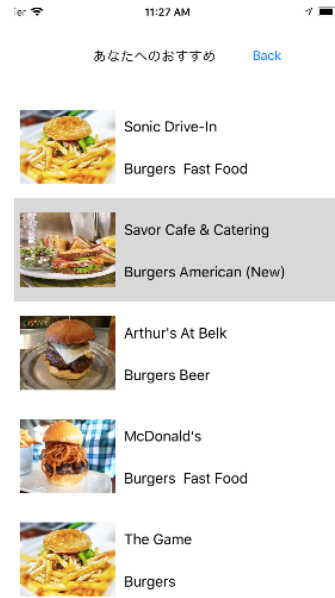 11:27 AM
あなたへのおすすめ Back
Sonic Drive-In
Burgers  Fast Food
Savor Cafe & Catering
Burgers American (New)
Arthur's At Belk
Burgers Beer
McDonald's
Burgers  Fast Food
The Game
Burgers